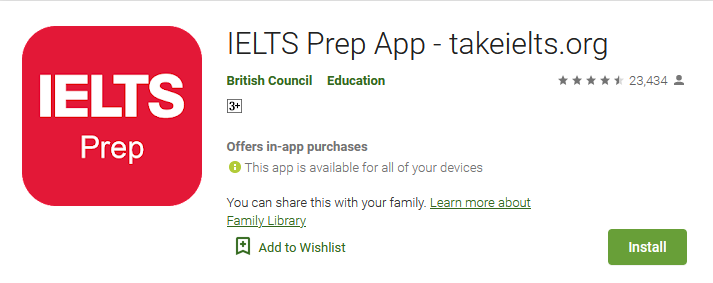 IELTS
Prep
IELTS Prep App - takeielts.org
British Council Education
23,434
3+
Offers in-app purchases
This app is available for all of your devices
You can share this with your family. Learn more about
Family Library
Add to Wishlist
Install